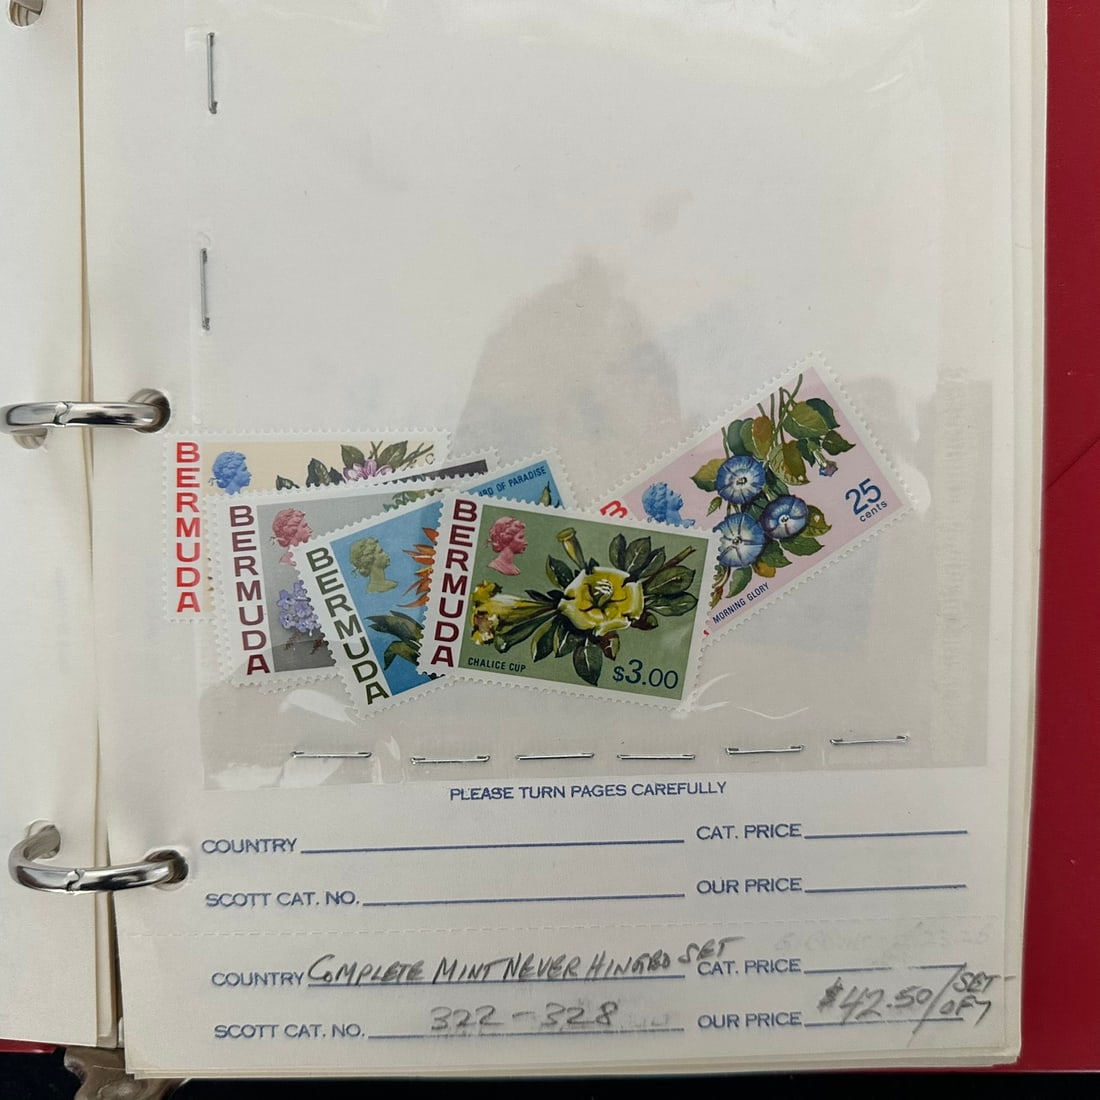 BERMUDA
BERMUDA
BERMUDA
BIRD OF PARADISE
BERMUDA
CHALICE CUP
$3.00
25
cents
MORNING GLORY
PLEASE TURN PAGES CAREFULLY
COUNTRY CAT. PRICE
SCOTT CAT. NO. OUR PRICE
COUNTRY COMPLETE MINT NEVER HINGED SET CAT. PRICE
SCOTT CAT. NO. 322-328 OUR PRICE $42.50/SET OF 7